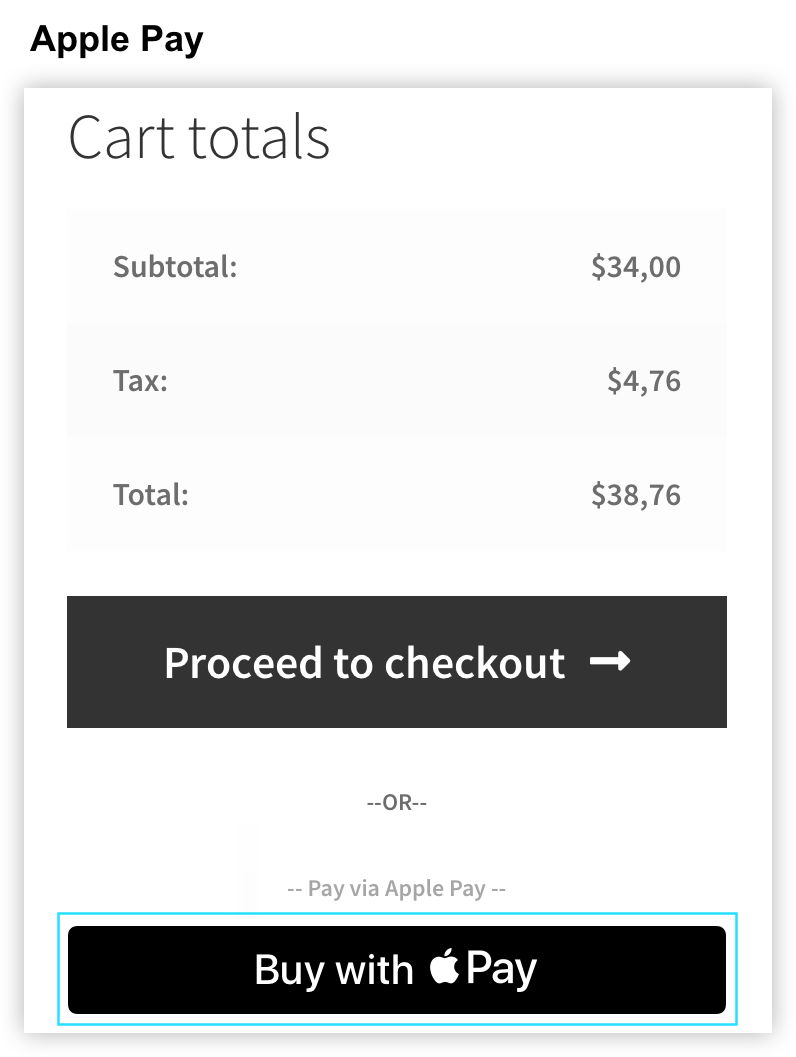 Apple Pay
Cart totals
Subtotal: $34,00
Tax: $4,76
Total: $38,76
Proceed to checkout →
--OR--
-- Pay via Apple Pay --
Buy with Pay